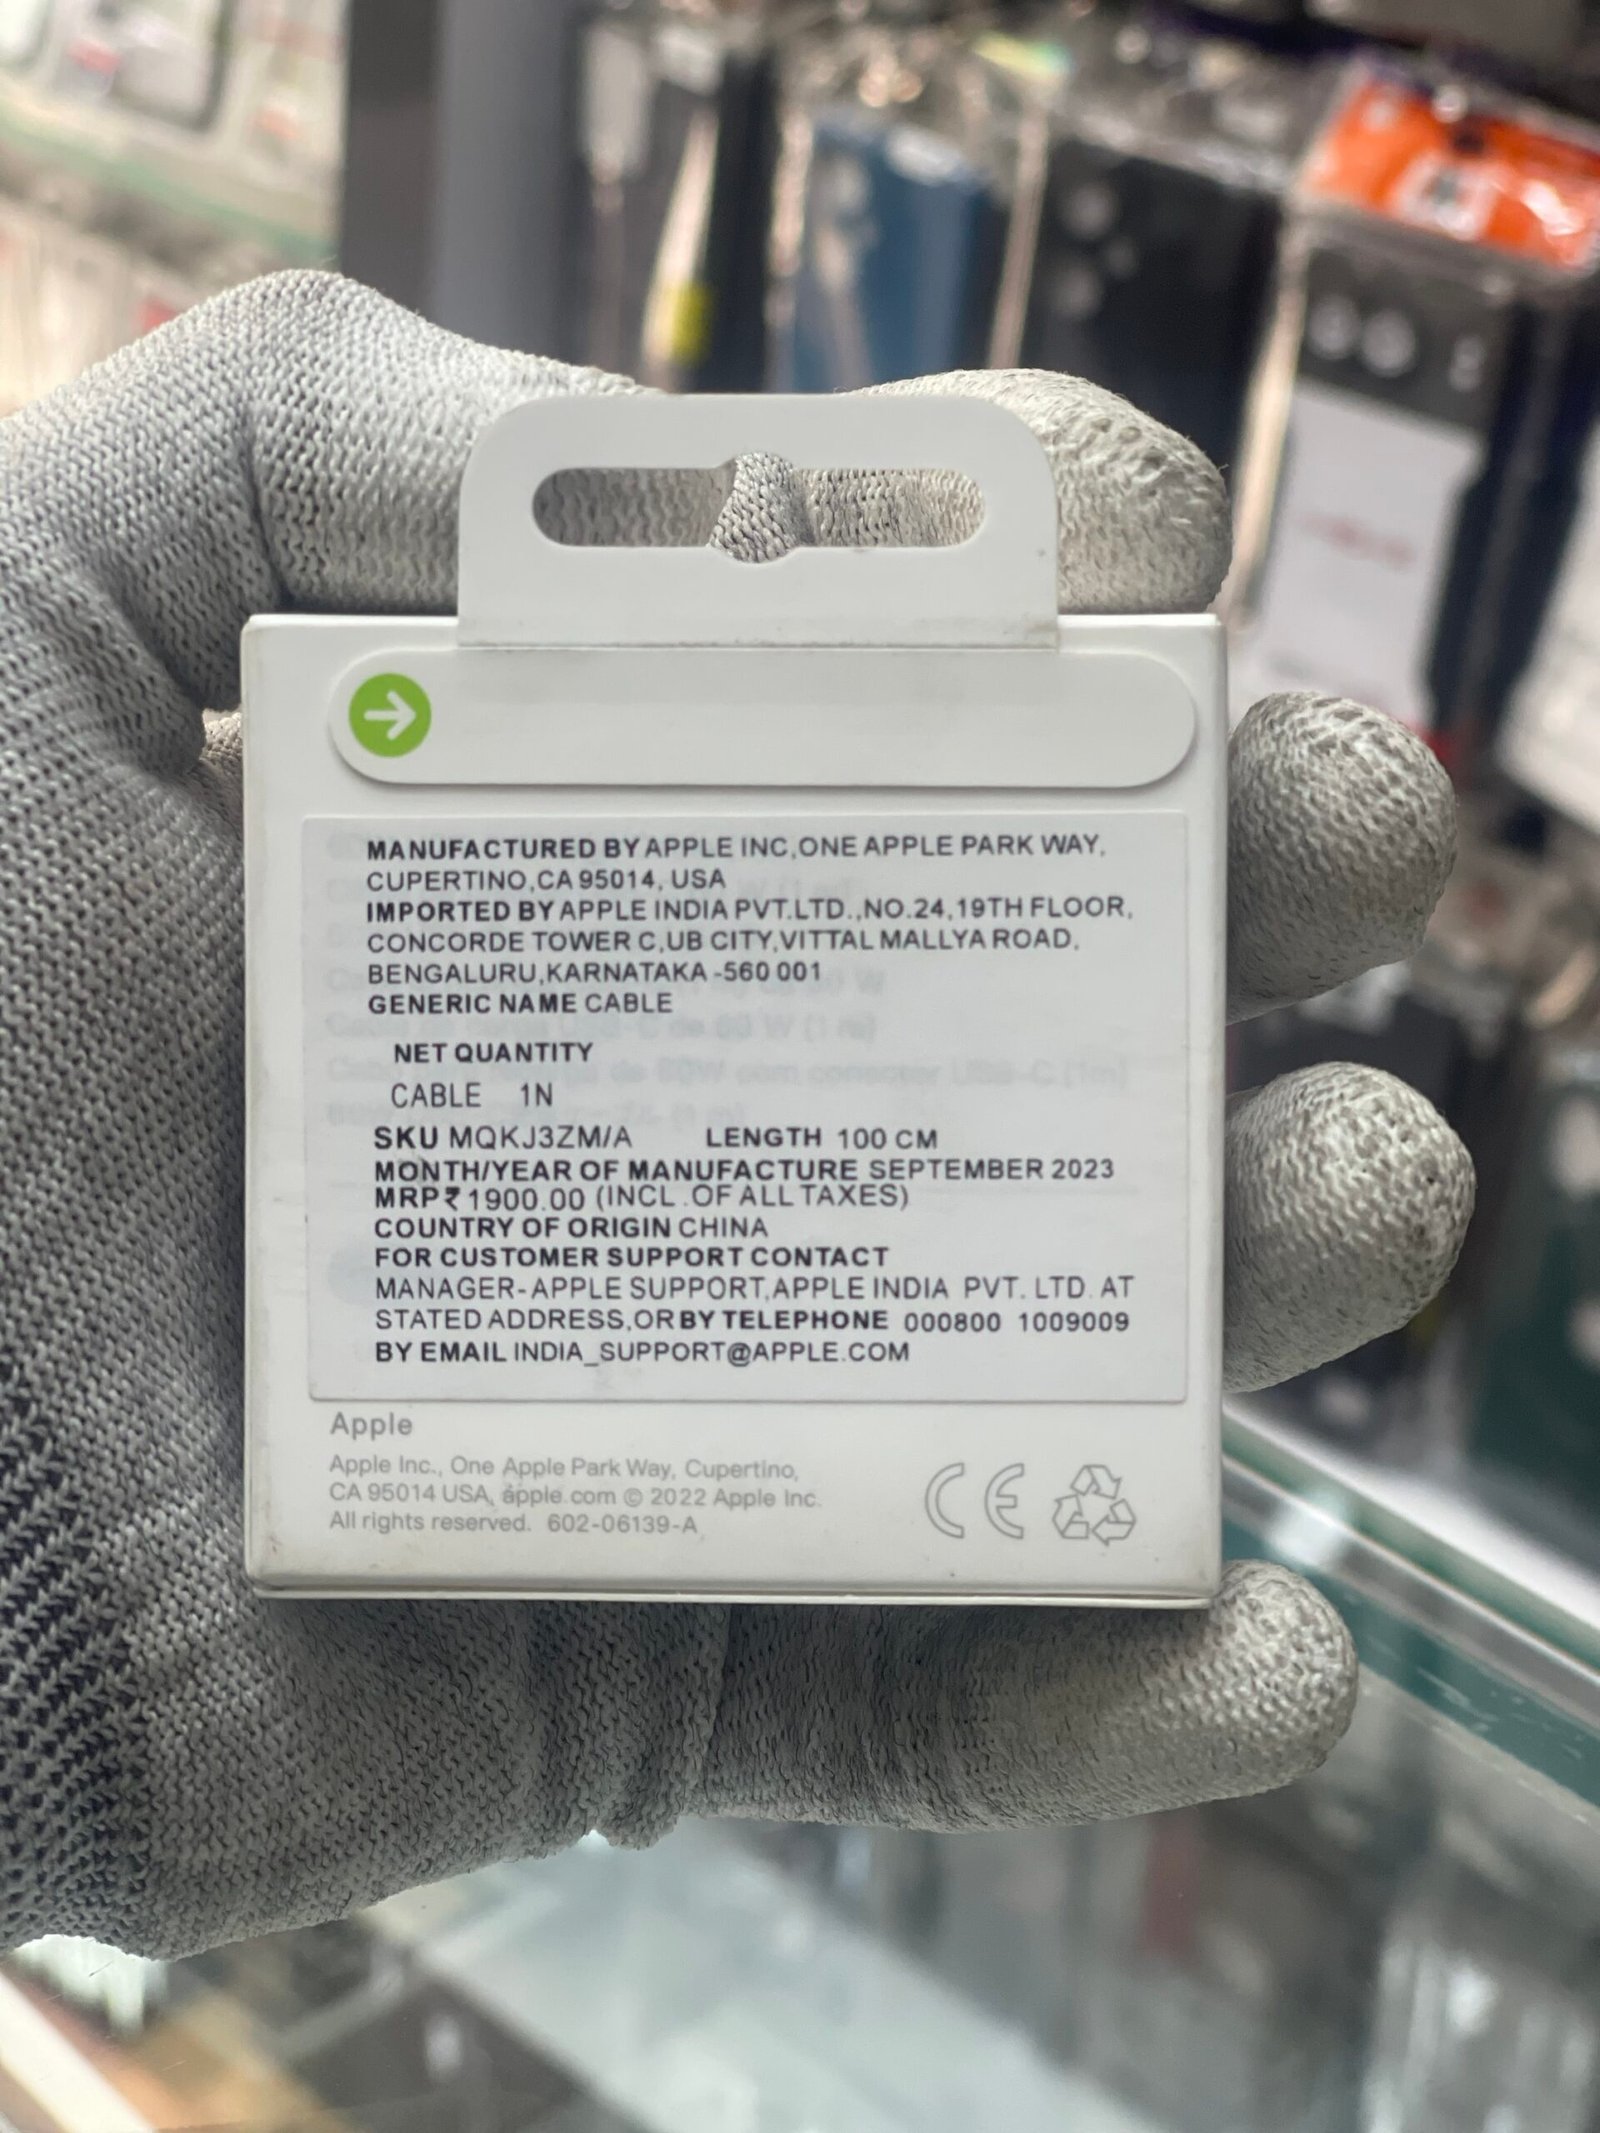 MANUFACTURED BY APPLE INC,ONE APPLE PARK WAY,
CUPERTINO,CA 95014, USA
IMPORTED BY APPLE INDIA PVT.LTD.,NO.24,19TH FLOOR,
CONCORDE TOWER C,UB CITY,VITTAL MALLYA ROAD,
BENGALURU,KARNATAKA -560 001
GENERIC NAME CABLE
NET QUANTITY
CABLE 1N
SKU MQKJ3ZM/A LENGTH 100 CM
MONTH/YEAR OF MANUFACTURE SEPTEMBER 2023
MRP₹ 1900.00 (INCL .OF ALL TAXES)
COUNTRY OF ORIGIN CHINA
FOR CUSTOMER SUPPORT CONTACT
MANAGER-APPLE SUPPORT,APPLE INDIA PVT. LTD. AT
STATED ADDRESS,OR BY TELEPHONE 000800 1009009
BY EMAIL INDIA_SUPPORT@APPLE.COM
Apple
Apple Inc., One Apple Park Way, Cupertino,
CA 95014 USA, apple.com © 2022 Apple Inc.
All rights reserved. 602-06139-A
CE